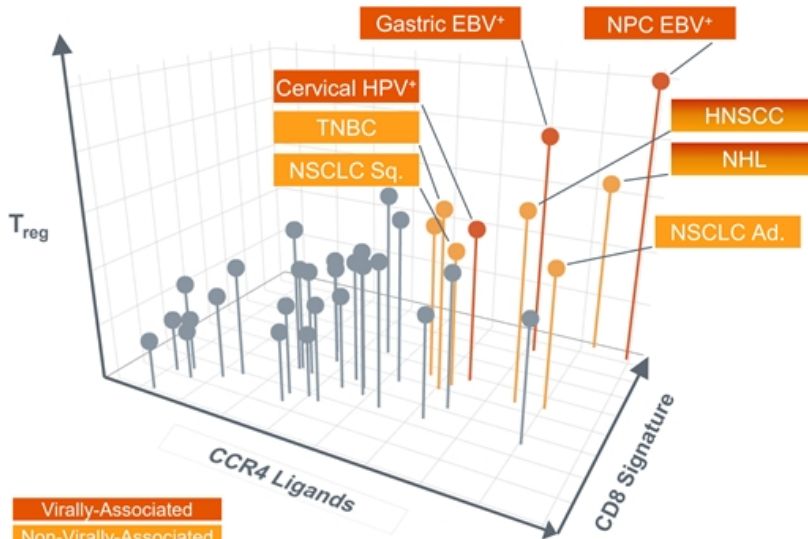 Gastric EBV⁺
NPC EBV⁺
Cervical HPV⁺
HNSCC
TNBC
NHL
NSCLC Sq.
NSCLC Ad.
Treg
CCR4 Ligands
CD8 Signature
Virally-Associated
Non-Virally-Associated